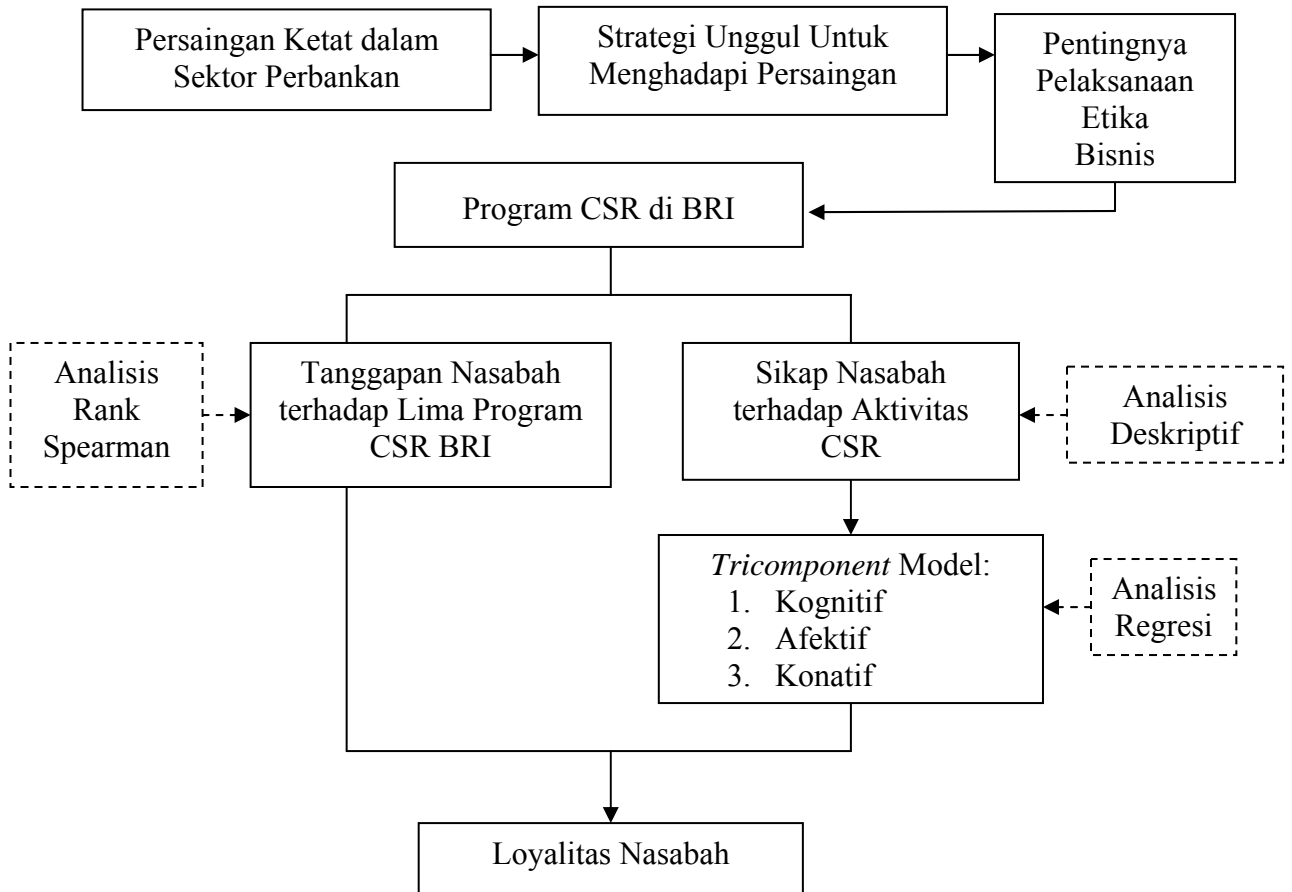 Persaingan Ketat dalam
Sektor Perbankan
Strategi Unggul Untuk
Menghadapi Persaingan
Pentingnya
Pelaksanaan
Etika
Bisnis
Program CSR di BRI
Analisis
Rank
Spearman
Tanggapan Nasabah
terhadap Lima Program
CSR BRI
Sikap Nasabah
terhadap Aktivitas
CSR
Analisis
Deskriptif
Tricomponent Model:
1. Kognitif
2. Afektif
3. Konatif
Analisis
Regresi
Loyalitas Nasabah